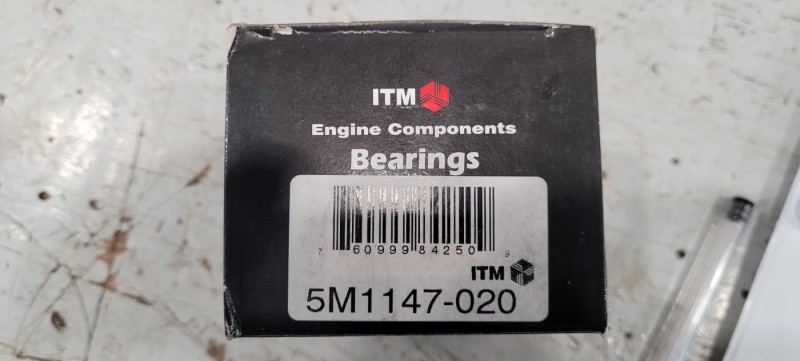 ITM
Engine Components
Bearings
7 60999 84250 9
ITM
5M1147-020